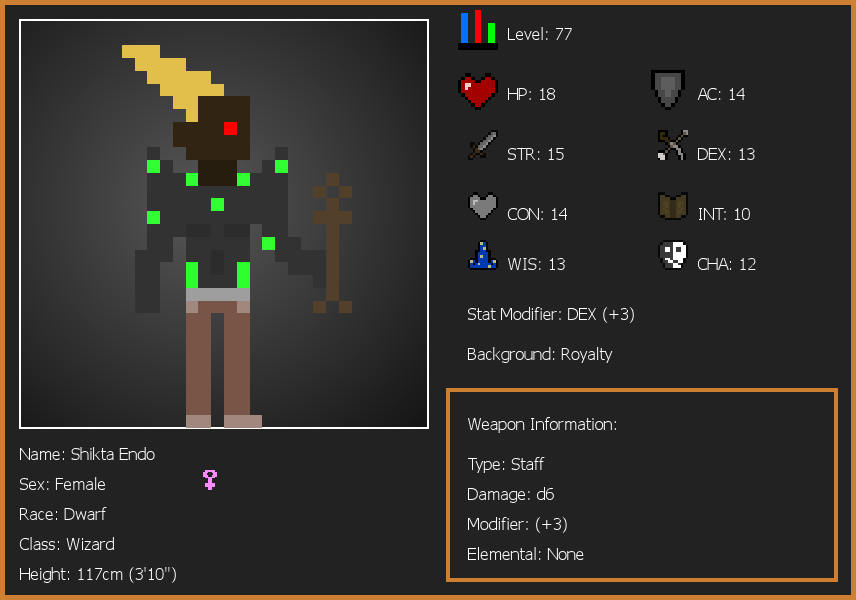 Level: 77
HP: 18
AC: 14
STR: 15
DEX: 13
CON: 14
INT: 10
WIS: 13
CHA: 12
Stat Modifier: DEX (+3)
Background: Royalty
Weapon Information:
Type: Staff
Damage: d6
Modifier: (+3)
Elemental: None
Name: Shikta Endo
Sex: Female
Race: Dwarf
Class: Wizard
Height: 117cm (3'10")